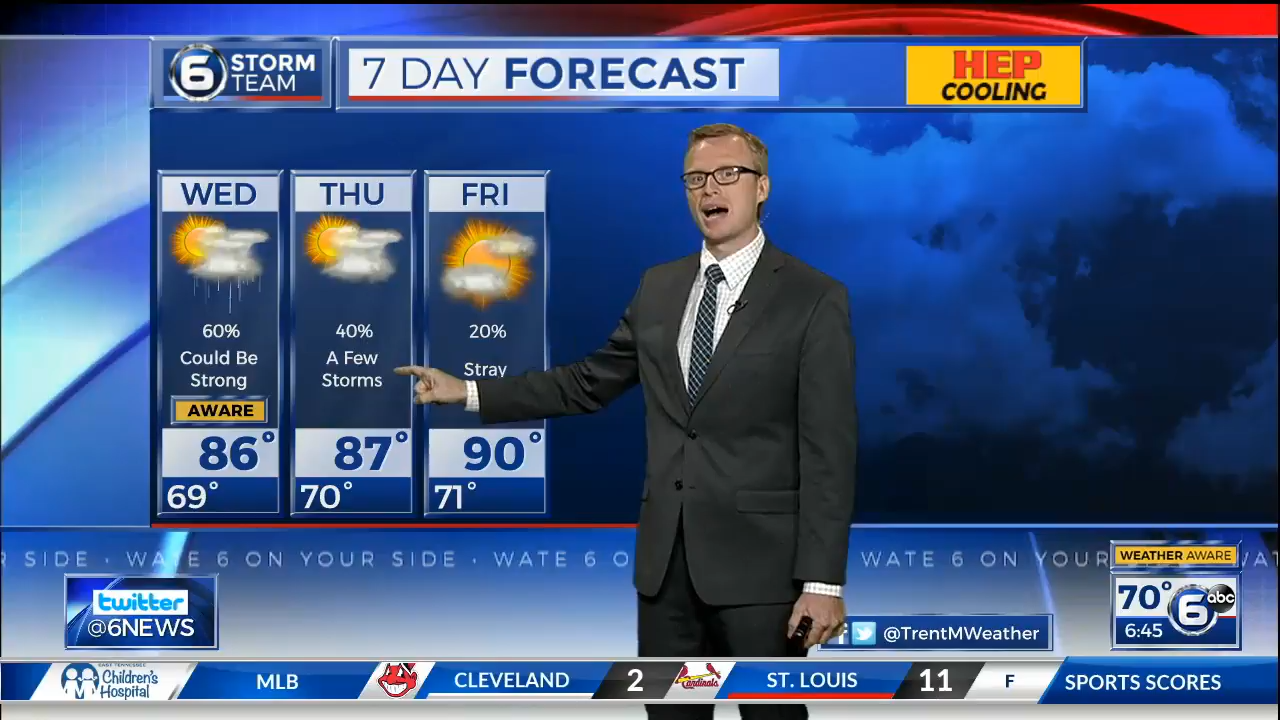 6 STORM TEAM
7 DAY FORECAST
HEP
COOLING
WED
THU
FRI
60%
40%
20%
Could Be
Strong
A Few
Storms
Stray
AWARE
86°
87°
90°
69°
70°
71°
R SIDE · WATE 6 ON YOUR SIDE · WATE 6 O
WATE 6 ON YOUR
WAT
WEATHER AWARE
70°
6 abc
6:45
twitter
@6NEWS
@TrentMWeather
EAST TENNESSEE
Children's
Hospital
MLB
CLEVELAND
2
Cardinals
ST. LOUIS
11
F
SPORTS SCORES